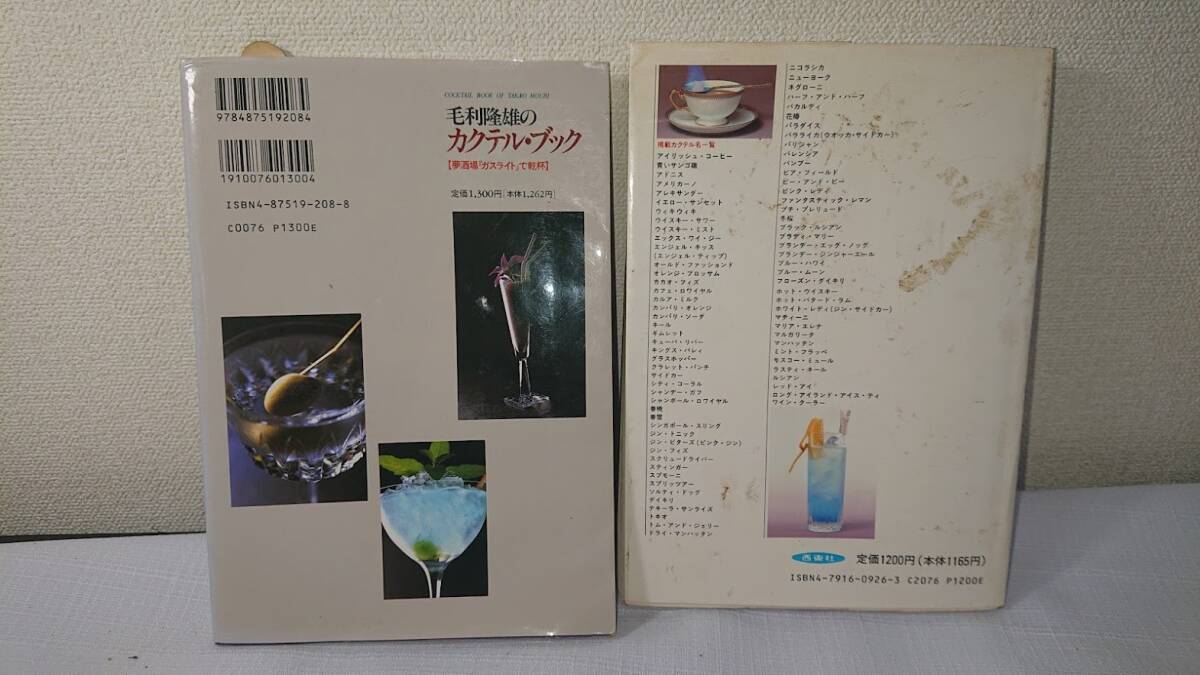 9784875192084
1910076013004
ISBN4-87519-208-8
C0076 P1300E
COCKTAIL BOOK OF TAKAO MOURI
毛利隆雄の
カクテル・ブック
【夢酒場「ガスライト」で乾杯】
定価1,300円[本体1,262円]
掲載カクテル名一覧
アイリッシュ・コーヒー
青いサンゴ礁
アドニス
アメリカーノ
アレキサンダー
イエロー・サンセット
ウィキウィキ
ウイスキー・サワー
ウイスキー・ミスト
エックス・ワイ・ジー
エンジェル・キッス
(エンジェル・ティップ)
オールド・ファッションド
オレンジ・ブロッサム
カカオ・フィズ
カフェ・ロワイヤル
カルア・ミルク
カンパリ・オレンジ
カンパリ・ソーダ
キール
ギムレット
キューバ・リバー
キングス・バレィ
グラスホッパー
クラレット・パンチ
サイドカー
シティ・コーラル
シャンデー・ガフ
シャンボール・ロワイヤル
春暁
春雪
シンガポール・スリング
ジン・トニック
ジン・ビターズ(ピンク・ジン)
ジン・フィズ
スクリュードライバー
スティンガー
スプモーニ
スプリッツアー
ソルティ・ドッグ
ダイキリ
テキーラ・サンライズ
トキオ
トム・アンド・ジェリー
ドライ・マンハッタン
ニコラシカ
ニューヨーク
ネグローニ
ハーフ・アンド・ハーフ
バカルディ
花椿
パラダイス
バラライカ(ウオッカ・サイドカー)
パリジャン
バレンシア
バンブー
ピア・フィールド
ビー・アンド・ビー
ピンク・レディ
ファンタスティック・レマン
プチ・プレリュード
冬桜
ブラック・ルシアン
ブラディ・マリー
ブランデー・エッグ・ノッグ
ブランデー・ジンジャーエール
ブルー・ハワイ
ブルー・ムーン
フローズン・ダイキリ
ホット・ウイスキー
ホット・バタード・ラム
ホワイト・レディ(ジン・サイドカー)
マティーニ
マリア・エレナ
マルガリータ
マンハッタン
ミント・フラッペ
モスコー・ミュール
ラスティ・ネール
ルシアン
レッド・アイ
ロング・アイランド・アイス・ティ
ワイン・クーラー
西東社 定価1200円(本体1165円)
ISBN4-7916-0926-3 C2076 P1200E